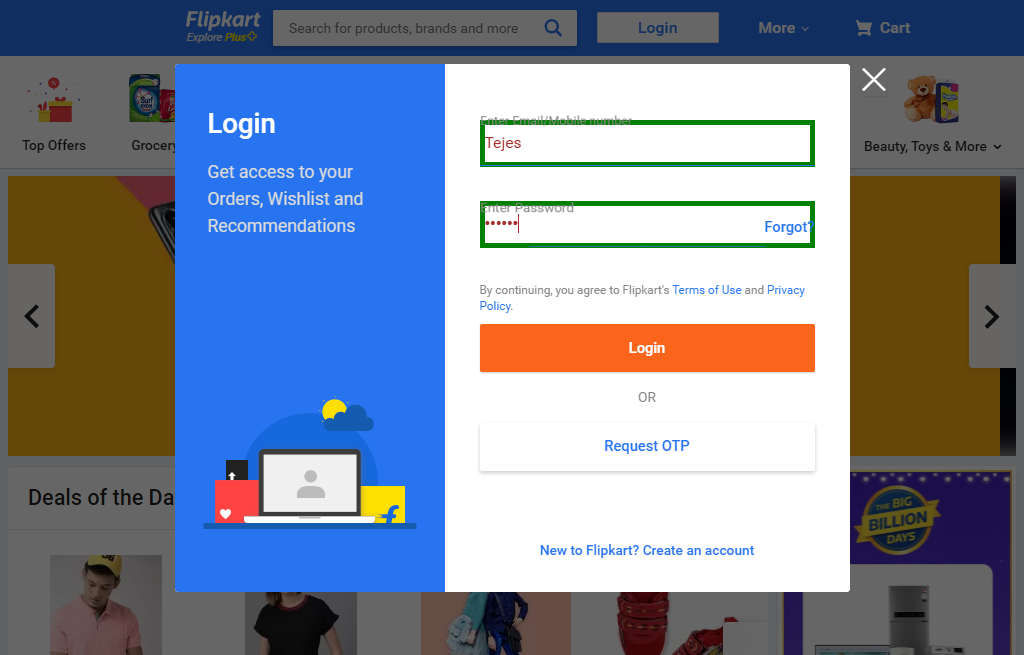 Flipkart
Explore Plus
Search for products, brands and more
Login
More
Cart
Top Offers
Grocery
Beauty, Toys & More
Login
Get access to your
Orders, Wishlist and
Recommendations
Enter Email/Mobile number
Tejes
Enter Password
••••••
Forgot?
By continuing, you agree to Flipkart's Terms of Use and Privacy
Policy.
Login
OR
Request OTP
New to Flipkart? Create an account
Deals of the Da
THE BIG
BILLION
DAYS